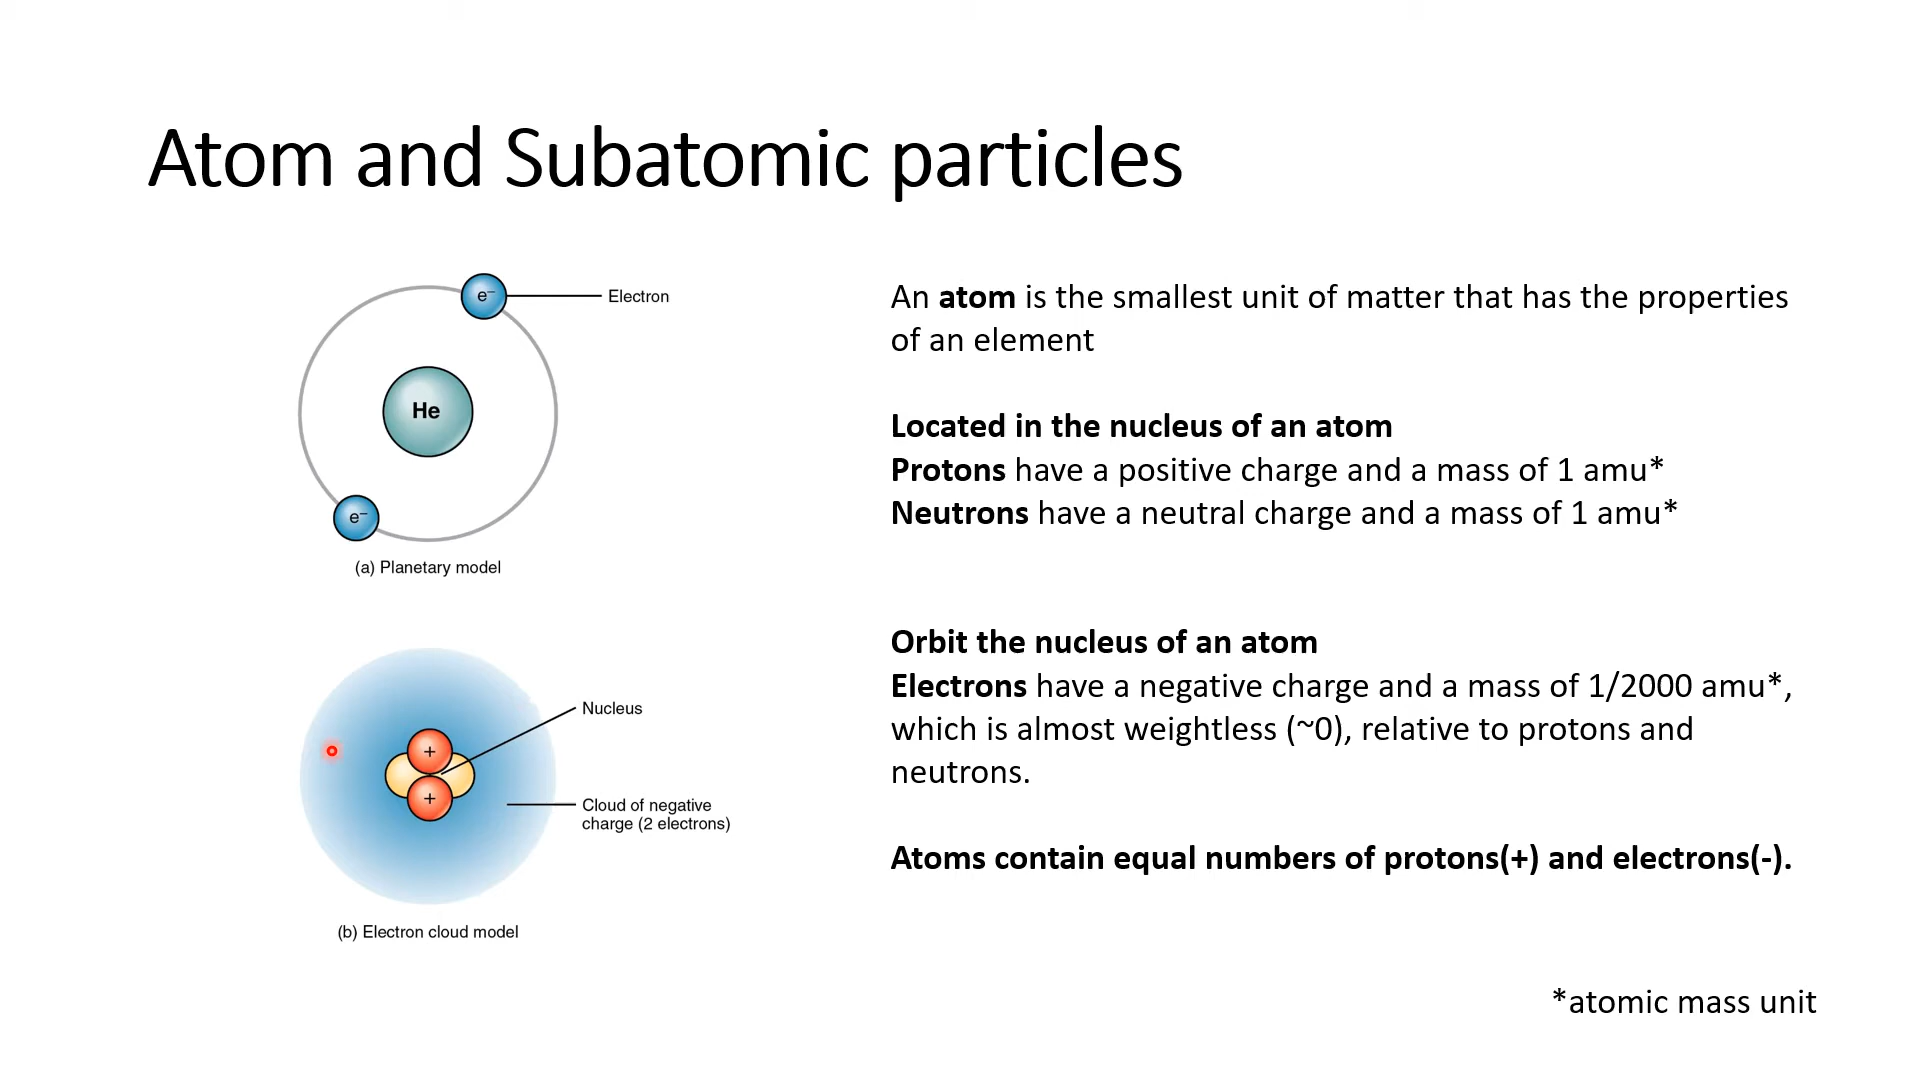 Atom and Subatomic particles
e–
Electron
He
e–
(a) Planetary model
Nucleus
+
+
Cloud of negative
charge (2 electrons)
(b) Electron cloud model
An atom is the smallest unit of matter that has the properties
of an element
Located in the nucleus of an atom
Protons have a positive charge and a mass of 1 amu*
Neutrons have a neutral charge and a mass of 1 amu*
Orbit the nucleus of an atom
Electrons have a negative charge and a mass of 1/2000 amu*,
which is almost weightless (~0), relative to protons and
neutrons.
Atoms contain equal numbers of protons(+) and electrons(-).
*atomic mass unit